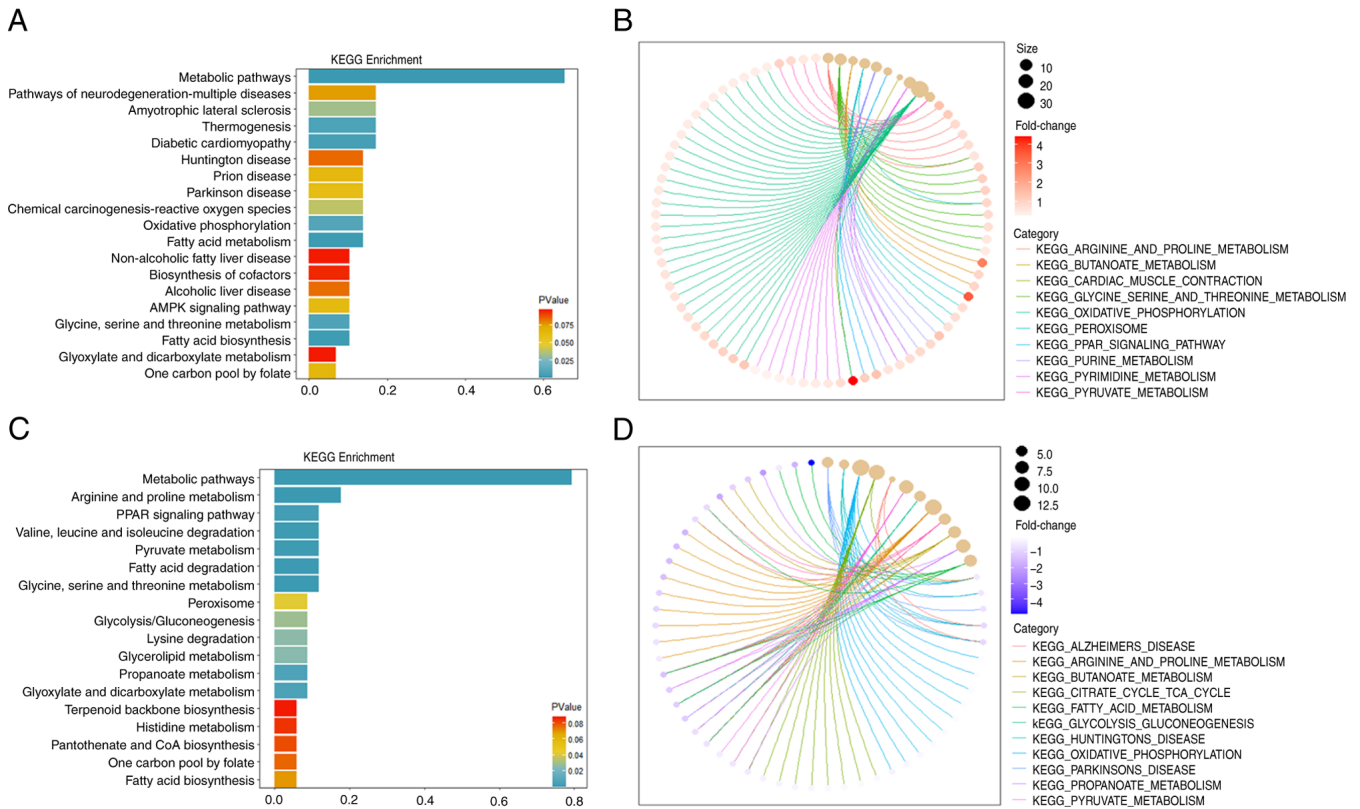 A
KEGG Enrichment
Metabolic pathways
Pathways of neurodegeneration-multiple diseases
Amyotrophic lateral sclerosis
Thermogenesis
Diabetic cardiomyopathy
Huntington disease
Prion disease
Parkinson disease
Chemical carcinogenesis-reactive oxygen species
Oxidative phosphorylation
Fatty acid metabolism
Non-alcoholic fatty liver disease
Biosynthesis of cofactors
Alcoholic liver disease
AMPK signaling pathway
Glycine, serine and threonine metabolism
Fatty acid biosynthesis
Glyoxylate and dicarboxylate metabolism
One carbon pool by folate
PValue
0.075
0.050
0.025
0.0 0.2 0.4 0.6
B
Size
10
20
30
Fold-change
4
3
2
1
Category
KEGG_ARGININE_AND_PROLINE_METABOLISM
KEGG_BUTANOATE_METABOLISM
KEGG_CARDIAC_MUSCLE_CONTRACTION
KEGG_GLYCINE_SERINE_AND_THREONINE_METABOLISM
KEGG_OXIDATIVE_PHOSPHORYLATION
KEGG_PEROXISOME
KEGG_PPAR_SIGNALING_PATHWAY
KEGG_PURINE_METABOLISM
KEGG_PYRIMIDINE_METABOLISM
KEGG_PYRUVATE_METABOLISM
C
KEGG Enrichment
Metabolic pathways
Arginine and proline metabolism
PPAR signaling pathway
Valine, leucine and isoleucine degradation
Pyruvate metabolism
Fatty acid degradation
Glycine, serine and threonine metabolism
Peroxisome
Glycolysis/Gluconeogenesis
Lysine degradation
Glycerolipid metabolism
Propanoate metabolism
Glyoxylate and dicarboxylate metabolism
Terpenoid backbone biosynthesis
Histidine metabolism
Pantothenate and CoA biosynthesis
One carbon pool by folate
Fatty acid biosynthesis
PValue
0.08
0.06
0.04
0.02
0.0 0.2 0.4 0.6 0.8
D
5.0
7.5
10.0
12.5
Fold-change
−1
−2
−3
−4
Category
KEGG_ALZHEIMERS_DISEASE
KEGG_ARGININE_AND_PROLINE_METABOLISM
KEGG_BUTANOATE_METABOLISM
KEGG_CITRATE_CYCLE_TCA_CYCLE
KEGG_FATTY_ACID_METABOLISM
kEGG_GLYCOLYSIS_GLUCONEOGENESIS
KEGG_HUNTINGTONS_DISEASE
KEGG_OXIDATIVE_PHOSPHORYLATION
KEGG_PARKINSONS_DISEASE
KEGG_PROPANOATE_METABOLISM
KEGG_PYRUVATE_METABOLISM